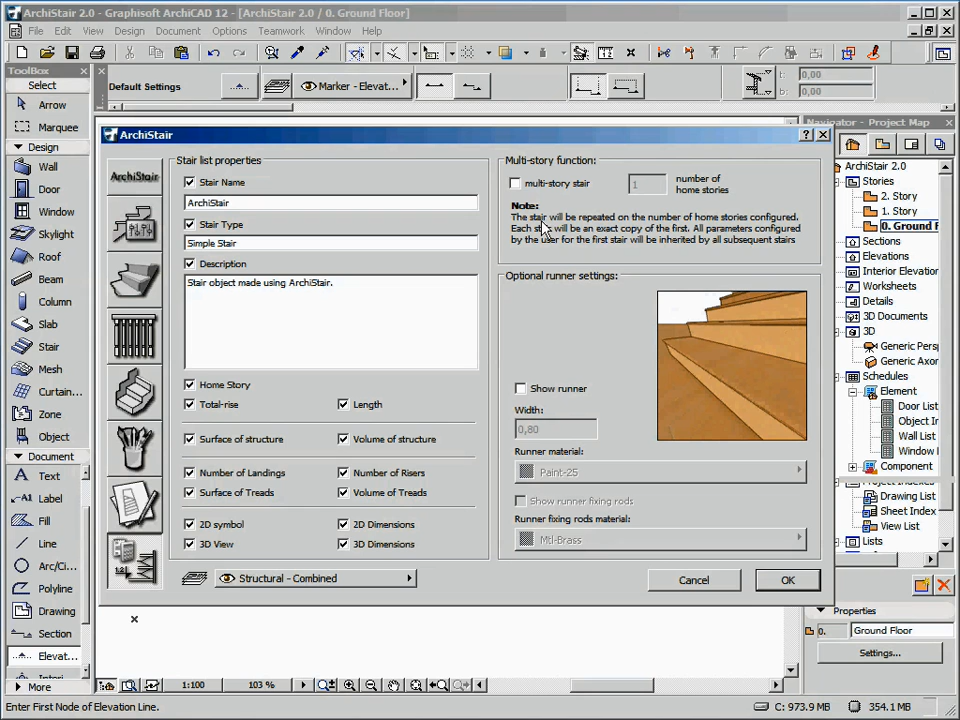 ArchiStair 2.0 - Graphisoft ArchiCAD 12 - [ArchiStair 2.0 / 0. Ground Floor]
File Edit View Design Document Options Teamwork Window Help
ToolBox
Select
Arrow
Marquee
Design
Wall
Door
Window
Skylight
Roof
Beam
Column
Slab
Stair
Mesh
Curtain...
Zone
Object
Document
Text
Label
Fill
Line
Arc/Ci...
Polyline
Drawing
Section
Elevat...
More
Default Settings
Marker - Elevat...
t:
0,00
b:
0,00
ArchiStair
ArchiStair
Stair list properties
Stair Name
ArchiStair
Stair Type
Simple Stair
Description
Stair object made using ArchiStair.
Home Story
Total-rise
Length
Surface of structure
Volume of structure
Number of Landings
Number of Risers
Surface of Treads
Volume of Treads
2D symbol
2D Dimensions
3D View
3D Dimensions
Structural - Combined
Multi-story function:
multi-story stair
1
number of
home stories
Note:
The stair will be repeated on the number of home stories configured.
Each stair will be an exact copy of the first. All parameters configured
by the user for the first stair will be inherited by all subsequent stairs
Optional runner settings:
Show runner
Width:
0,80
Runner material:
Paint-25
Show runner fixing rods
Runner fixing rods material:
Mtl-Brass
Cancel
OK
Navigator - Project Map
ArchiStair 2.0
Stories
2. Story
1. Story
0. Ground F
Sections
Elevations
Interior Elevation
Worksheets
Details
3D Documents
3D
Generic Persp
Generic Axon
Schedules
Element
Door List
Object In
Wall List
Window L
Component
Project Indexes
Drawing List
Sheet Index
View List
Lists
Properties
0.
Ground Floor
Settings...
1:100
103 %
Enter First Node of Elevation Line.
C: 973.9 MB
354.1 MB